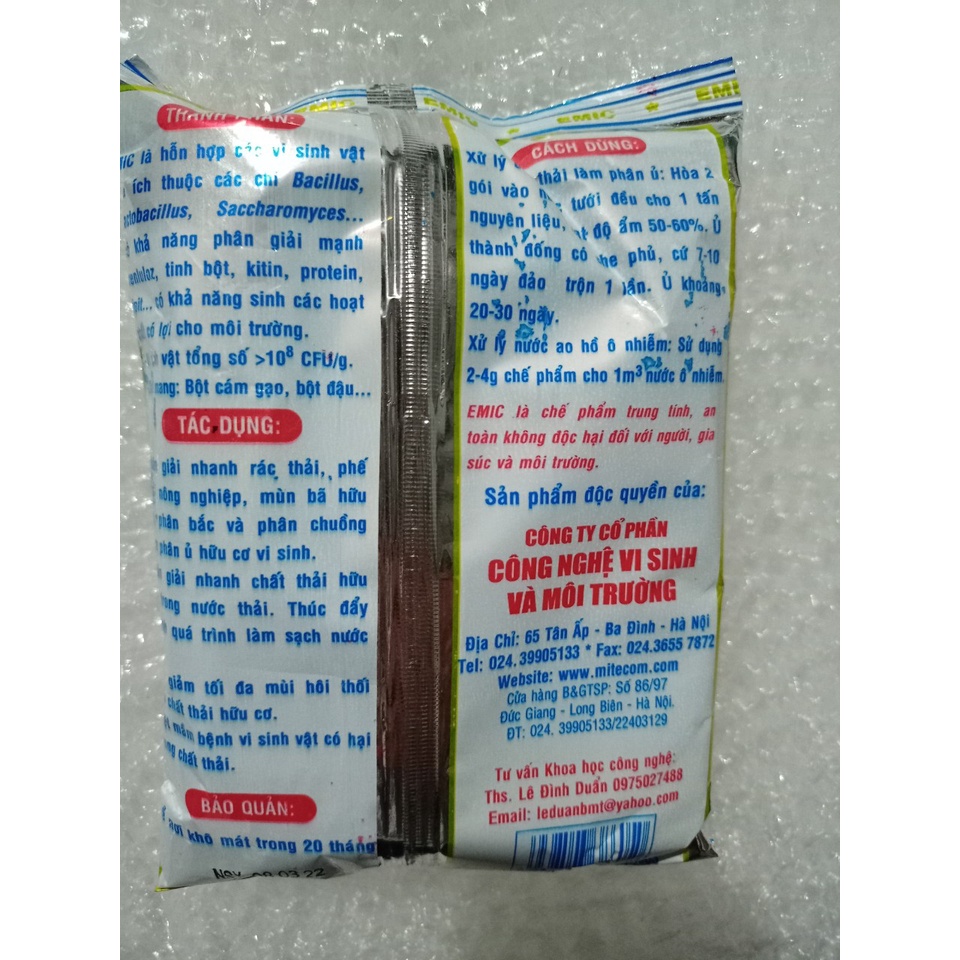 EMIC EMIC EMIC EMIC
THÀNH PHẦN:
là hỗn hợp các vi sinh vật
ích thuộc các chi Bacillus,
Saccharomyces...
khả năng phân giải mạnh
tinh bột, kitin, protein,
có khả năng sinh các hoạt
có lợi cho môi trường.
vật tổng số >10⁸ CFU/g.
mang: Bột cám gạo, bột đậu...
TÁC DỤNG:
giải nhanh rác thải, phế
nông nghiệp, mùn bã hữu
phân bắc và phân chuồng
phân ủ hữu cơ vi sinh.
giải nhanh chất thải hữu
trong nước thải. Thúc đẩy
quá trình làm sạch nước
giảm tối đa mùi hôi thối
chất thải hữu cơ.
mầm bệnh vi sinh vật có hại
chất thải.
BẢO QUẢN:
nơi khô mát trong 20 tháng
03 22
CÁCH DÙNG:
Xử lý thải làm phân ủ: Hòa 2
gói vào tưới đều cho 1 tấn
nguyên liệu, độ ẩm 50-60%. Ủ
thành đống có che phủ, cứ 7-10
ngày đảo trộn 1 lần. Ủ khoảng
20-30 ngày.
Xử lý nước ao hồ ô nhiễm: Sử dụng
2-4g chế phẩm cho 1m³ nước ô nhiễm
EMIC là chế phẩm trung tính, an
toàn không độc hại đối với người, gia
súc và môi trường.
Sản phẩm độc quyền của:
CÔNG TY CỔ PHẦN
CÔNG NGHỆ VI SINH
VÀ MÔI TRƯỜNG
Địa Chỉ: 65 Tân Ấp - Ba Đình - Hà Nội
Tel: 024.39905133 * Fax: 024.3655 7872
Website: www.mitecom.com
Cửa hàng B&GTSP: Số 86/97
Đức Giang - Long Biên - Hà Nội.
ĐT: 024. 39905133/22403129
Tư vấn Khoa học công nghệ:
Ths. Lê Đình Duẩn 0975027488
Email: leduanbmt@yahoo.com